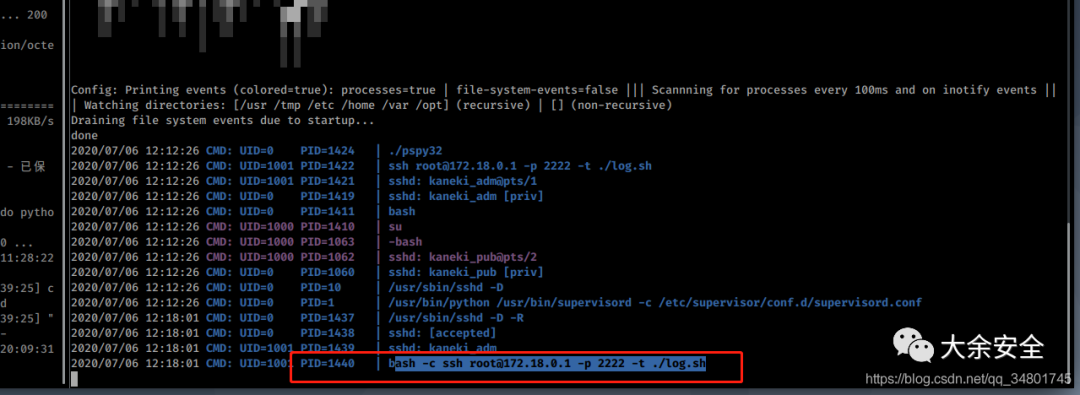 ... 200
ion/octe
========
198KB/s
- 已保
do pytho
0 ...
11:28:22
39:25] c
d
39:25] "
-
20:09:31
Config: Printing events (colored=true): processes=true | file-system-events=false ||| Scannning for processes every 100ms and on inotify events ||
| Watching directories: [/usr /tmp /etc /home /var /opt] (recursive) | [] (non-recursive)
Draining file system events due to startup...
done
2020/07/06 12:12:26 CMD: UID=0 PID=1424 | ./pspy32
2020/07/06 12:12:26 CMD: UID=1001 PID=1422 | ssh root@172.18.0.1 -p 2222 -t ./log.sh
2020/07/06 12:12:26 CMD: UID=1001 PID=1421 | sshd: kaneki_adm@pts/1
2020/07/06 12:12:26 CMD: UID=0 PID=1419 | sshd: kaneki_adm [priv]
2020/07/06 12:12:26 CMD: UID=0 PID=1411 | bash
2020/07/06 12:12:26 CMD: UID=1000 PID=1410 | su
2020/07/06 12:12:26 CMD: UID=1000 PID=1063 | -bash
2020/07/06 12:12:26 CMD: UID=1000 PID=1062 | sshd: kaneki_pub@pts/2
2020/07/06 12:12:26 CMD: UID=0 PID=1060 | sshd: kaneki_pub [priv]
2020/07/06 12:12:26 CMD: UID=0 PID=10 | /usr/sbin/sshd -D
2020/07/06 12:12:26 CMD: UID=0 PID=1 | /usr/bin/python /usr/bin/supervisord -c /etc/supervisor/conf.d/supervisord.conf
2020/07/06 12:18:01 CMD: UID=0 PID=1437 | /usr/sbin/sshd -D -R
2020/07/06 12:18:01 CMD: UID=0 PID=1438 | sshd: [accepted]
2020/07/06 12:18:01 CMD: UID=0 PID=1439 | sshd: kaneki_adm
2020/07/06 12:18:01 CMD: UID=1001 PID=1440 | bash -c ssh root@172.18.0.1 -p 2222 -t ./log.sh
大余安全
https://blog.csdn.net/qq_34801745